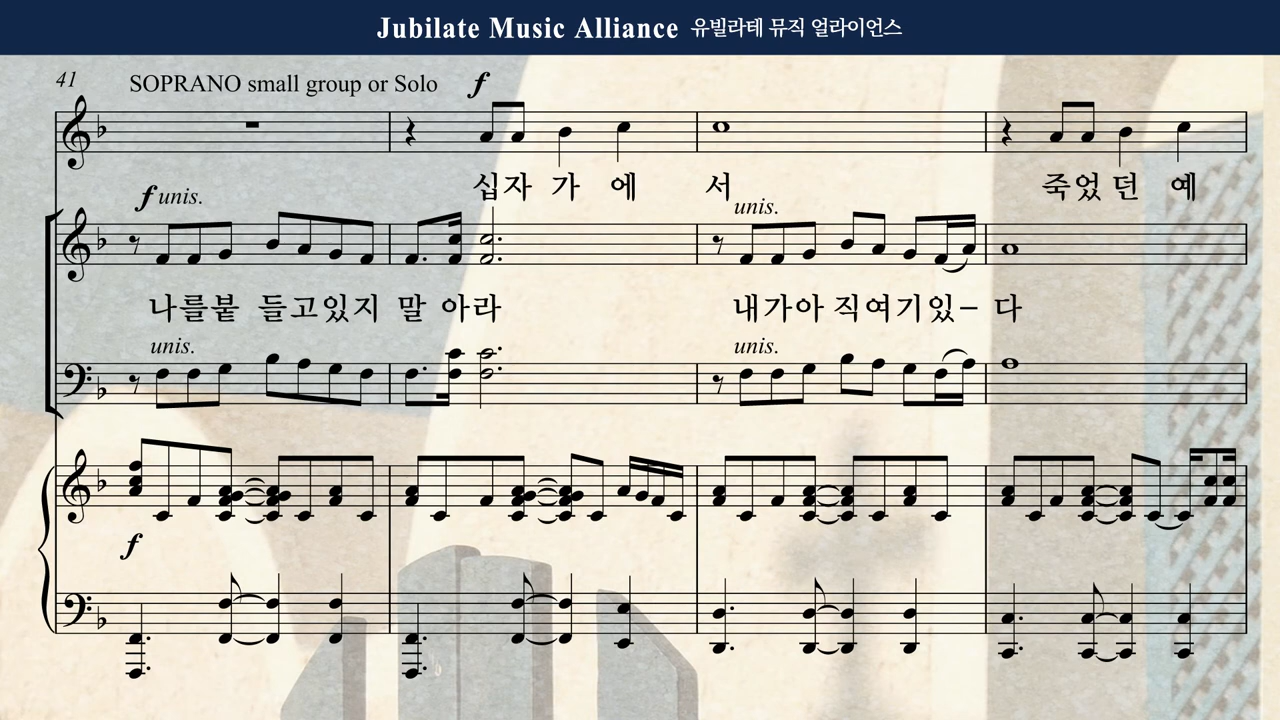 Jubilate Music Alliance 유빌라테 뮤직 얼라이언스
41 SOPRANO small group or Solo f
십자 가 에 서 죽었 던 예
f unis. unis.
나를붙 들고있지 말 아라 내가아 직여기있– 다
unis. unis.
f